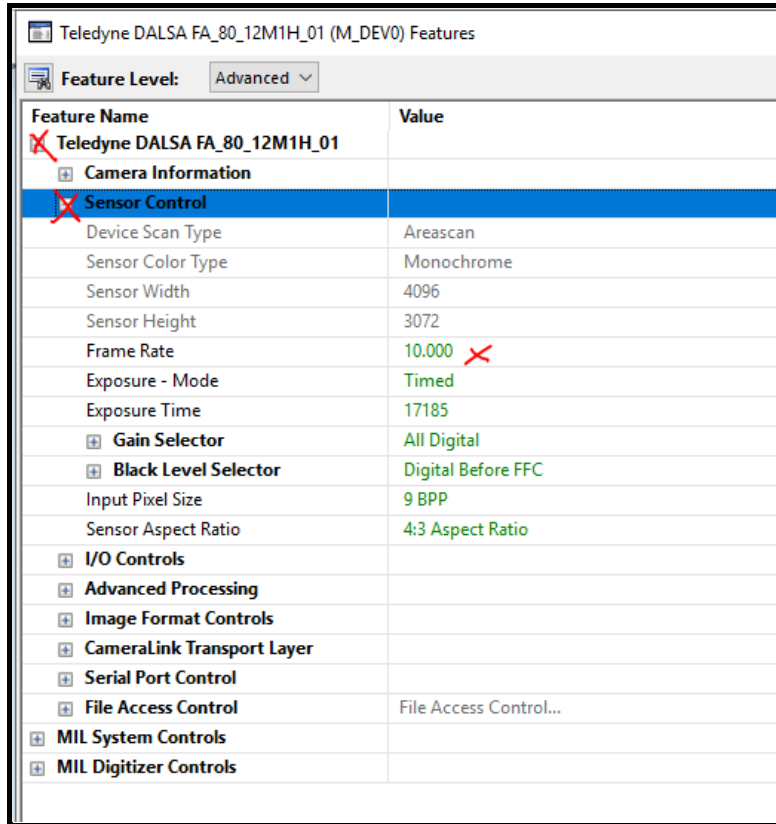 Teledyne DALSA FA_80_12M1H_01 (M_DEV0) Features
Feature Level: Advanced
Feature Name Value
Teledyne DALSA FA_80_12M1H_01
Camera Information
Sensor Control
Device Scan Type Areascan
Sensor Color Type Monochrome
Sensor Width 4096
Sensor Height 3072
Frame Rate 10.000
Exposure - Mode Timed
Exposure Time 17185
Gain Selector All Digital
Black Level Selector Digital Before FFC
Input Pixel Size 9 BPP
Sensor Aspect Ratio 4:3 Aspect Ratio
I/O Controls
Advanced Processing
Image Format Controls
CameraLink Transport Layer
Serial Port Control
File Access Control File Access Control...
MIL System Controls
MIL Digitizer Controls